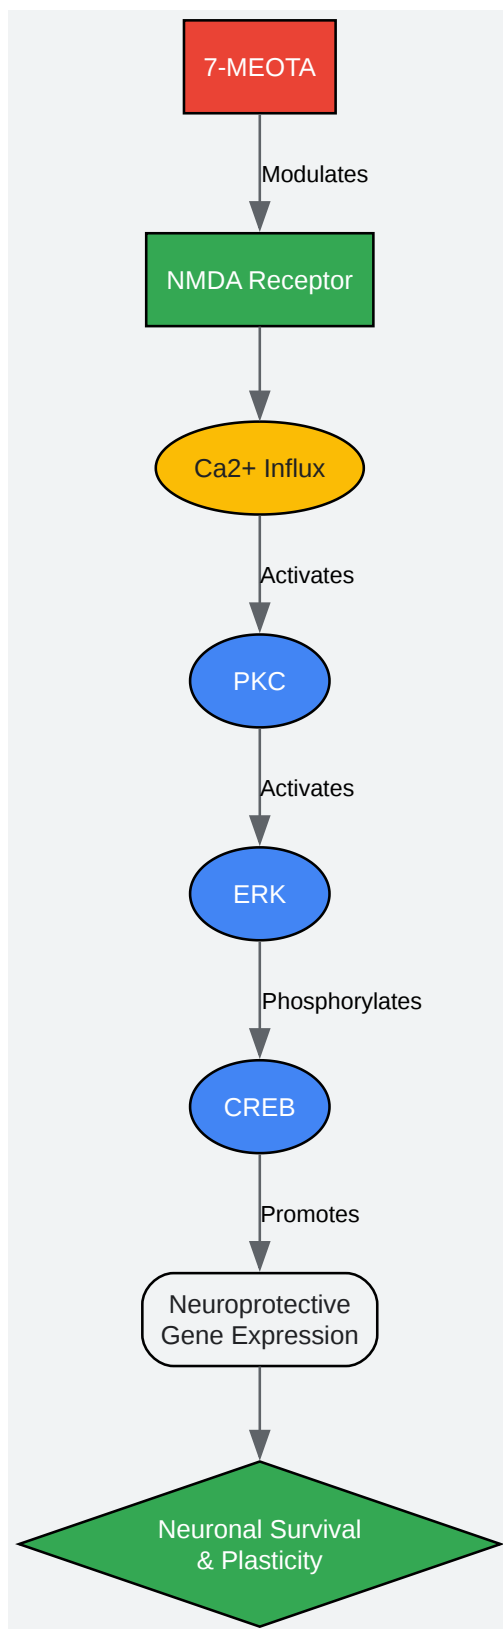 7-MEOTA
Modulates
NMDA Receptor
Ca2+ Influx
Activates
PKC
Activates
ERK
Phosphorylates
CREB
Promotes
Neuroprotective
Gene Expression
Neuronal Survival
& Plasticity